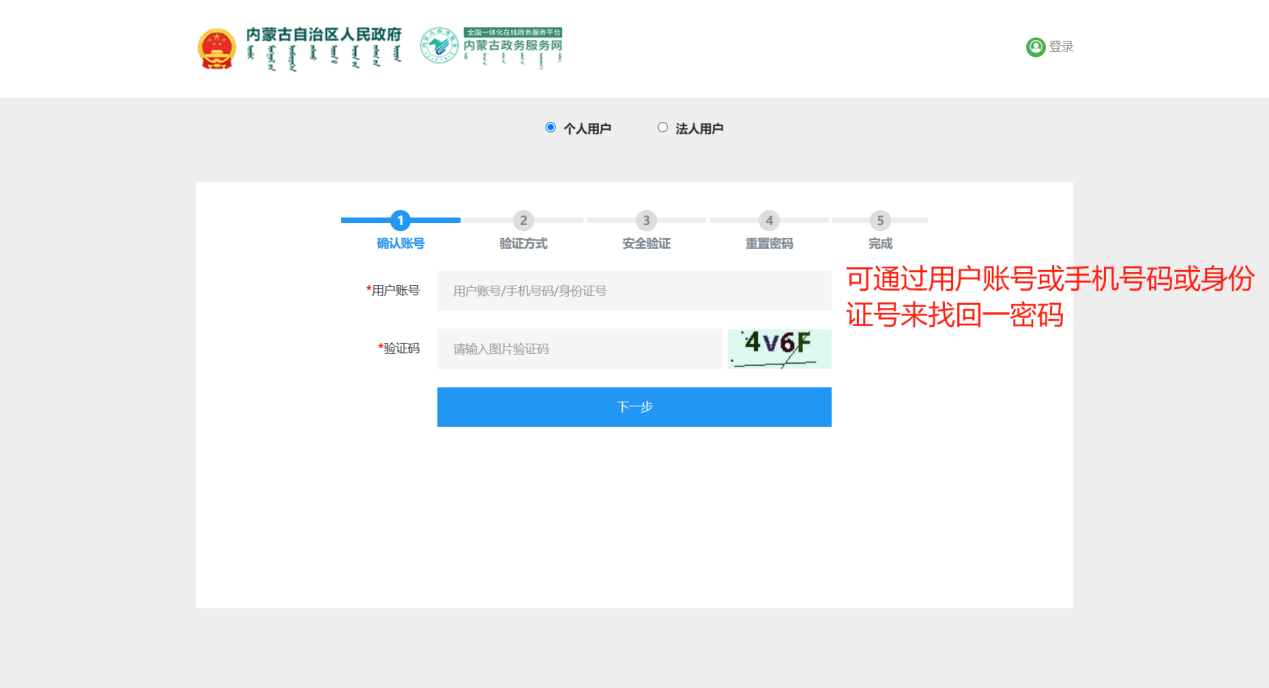 内蒙古自治区人民政府
全国一体化在线政务服务平台
内蒙古政务服务网
登录
个人用户 法人用户
1 2 3 4 5
确认账号 验证方式 安全验证 重置密码 完成
*用户账号 用户账号/手机号码/身份证号
可通过用户账号或手机号码或身份
证号来找回一密码
*验证码 请输入图片验证码 4v6F
下一步